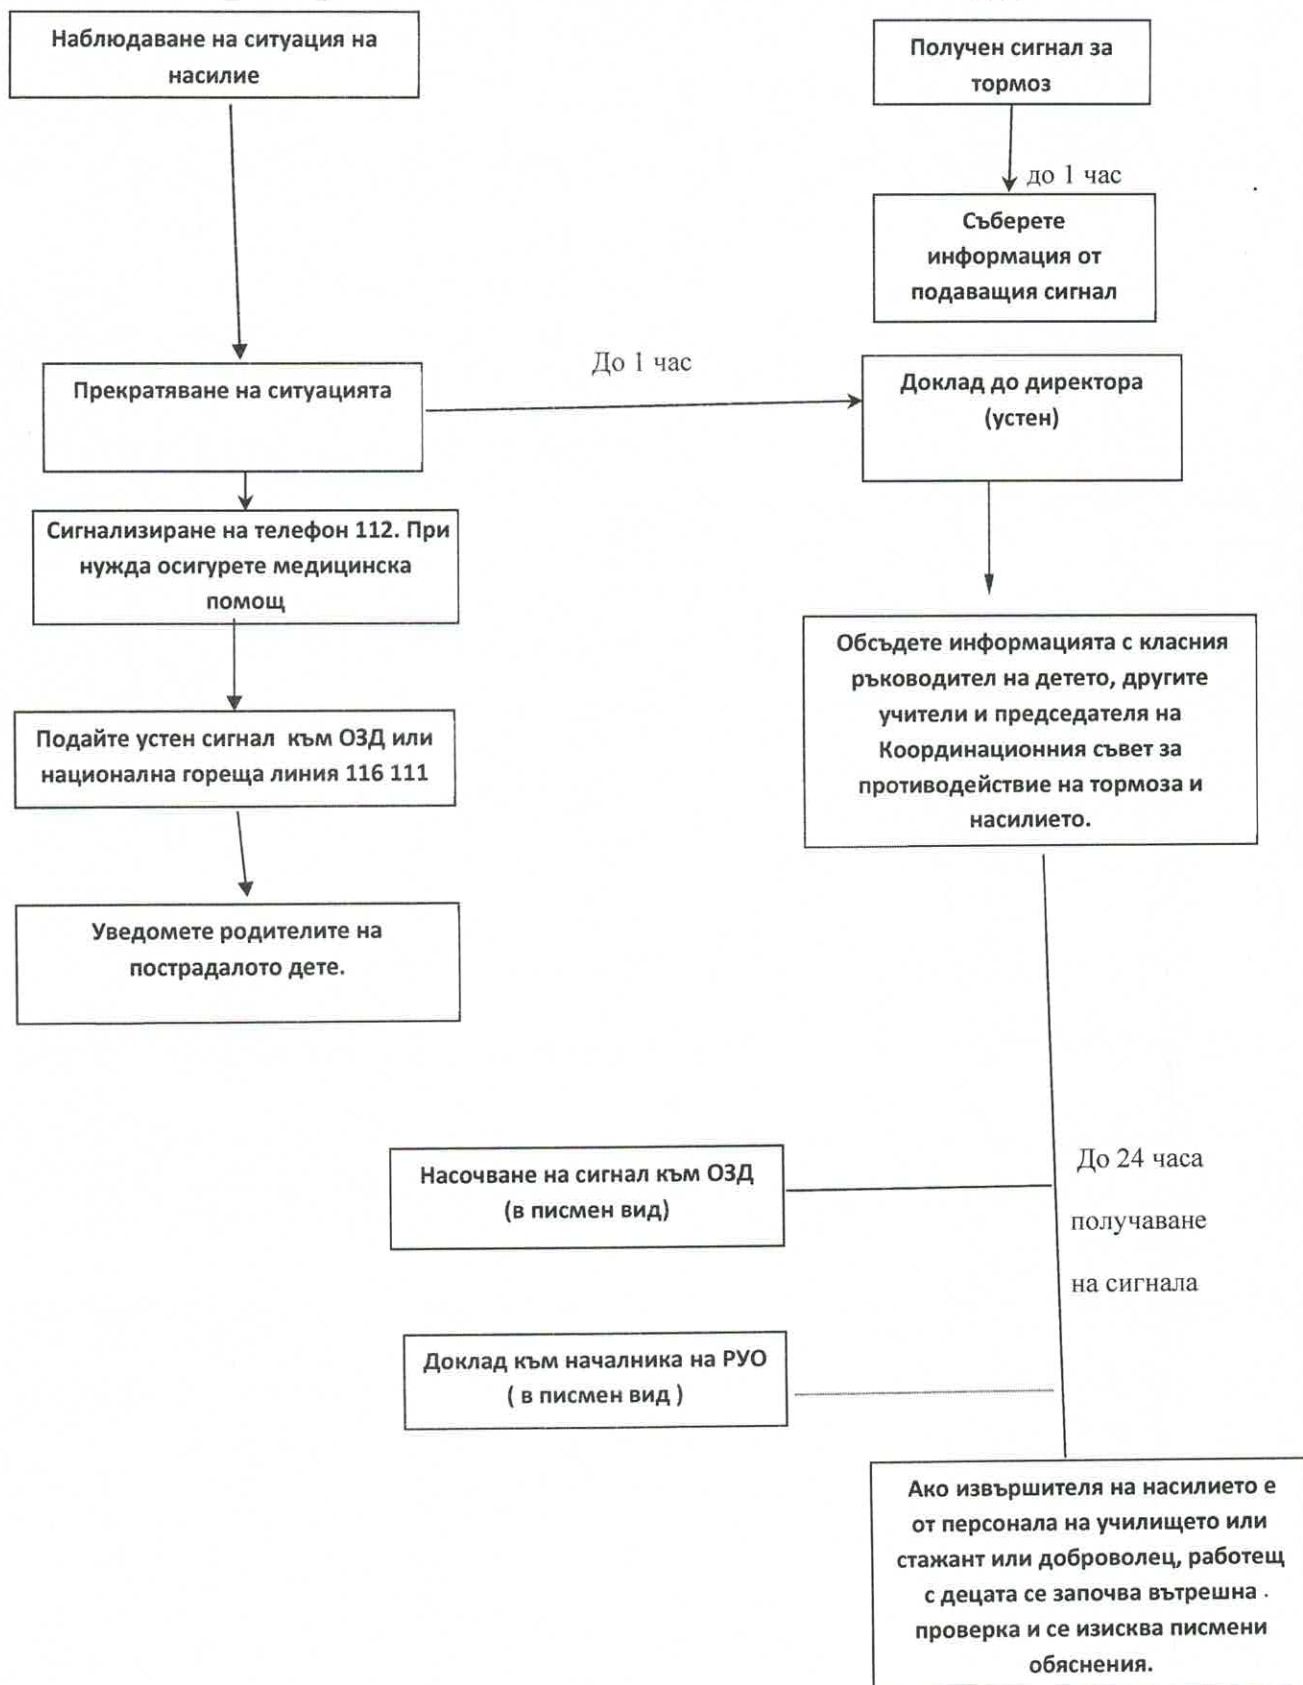 Наблюдаване на ситуация на
насилие
Получен сигнал за
тормоз
до 1 час
Съберете
информация от
подаващия сигнал
Прекратяване на ситуацията
До 1 час
Доклад до директора
(устен)
Сигнализиране на телефон 112. При
нужда осигурете медицинска
помощ
Обсъдете информацията с класния
ръководител на детето, другите
учители и председателя на
Координационния съвет за
противодействие на тормоза и
насилието.
Подайте устен сигнал към ОЗД или
национална гореща линия 116 111
Уведомете родителите на
пострадалото дете.
Насочване на сигнал към ОЗД
(в писмен вид)
До 24 часа
получаване
на сигнала
Доклад към началника на РУО
( в писмен вид )
Ако извършителя на насилието е
от персонала на училището или
стажант или доброволец, работещ
с децата се започва вътрешна
проверка и се изисква писмени
обяснения.